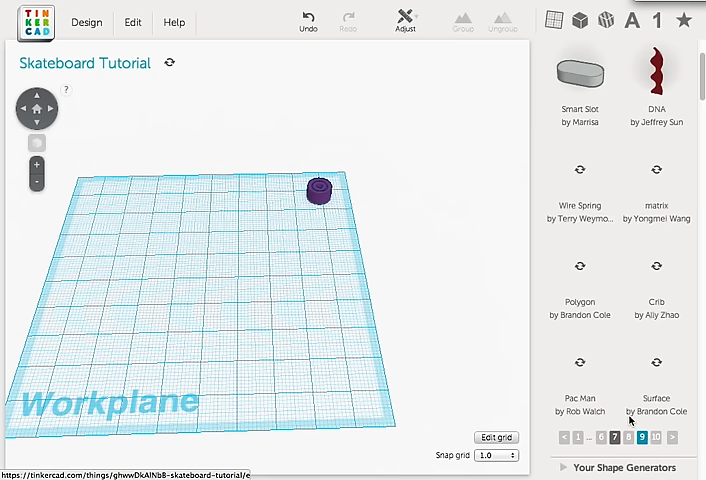 TIN
KER
CAD
Design
Edit
Help
Undo
Redo
Adjust
Group
Ungroup
A
1
Skateboard Tutorial
?
+
-
Workplane
Edit grid
Snap grid
1.0
https://tinkercad.com/things/ghwwDkAlNbB-skateboard-tutorial/e
Smart Slot
by Marrisa
DNA
by Jeffrey Sun
Wire Spring
by Terry Weymo...
matrix
by Yongmei Wang
Polygon
by Brandon Cole
Crib
by Ally Zhao
Pac Man
by Rob Walch
Surface
by Brandon Cole
< 1 ... 6 7 8 9 10 >
Your Shape Generators